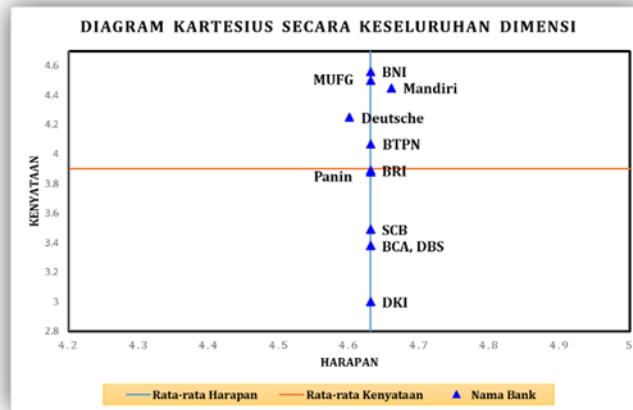 DIAGRAM KARTESIUS SECARA KESELURUHAN DIMENSI
KENYATAAN
4.6
4.4
4.2
4
3.8
3.6
3.4
3.2
3
2.8
BNI
MUFG
Mandiri
Deutsche
BTPN
Panin
BRI
SCB
BCA, DBS
DKI
4.2 4.3 4.4 4.5 4.6 4.7 4.8 4.9 5
HARAPAN
Rata-rata Harapan Rata-rata Kenyataan Nama Bank